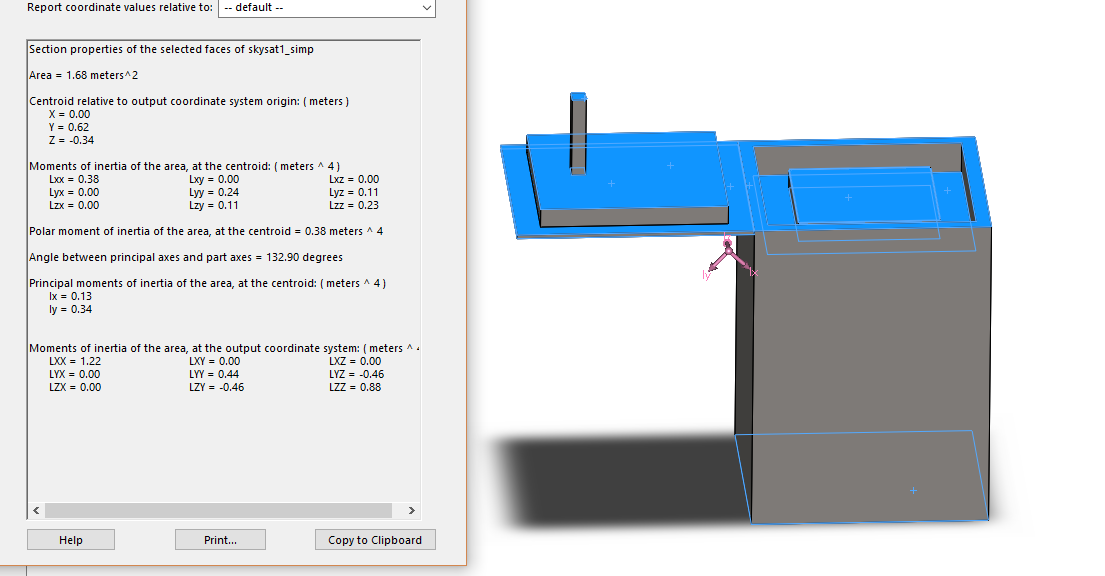 Report coordinate values relative to: -- default --
Section properties of the selected faces of skysat1_simp
Area = 1.68 meters^2
Centroid relative to output coordinate system origin: ( meters )
X = 0.00
Y = 0.62
Z = -0.34
Moments of inertia of the area, at the centroid: ( meters ^ 4 )
Lxx = 0.38 Lxy = 0.00 Lxz = 0.00
Lyx = 0.00 Lyy = 0.24 Lyz = 0.11
Lzx = 0.00 Lzy = 0.11 Lzz = 0.23
Polar moment of inertia of the area, at the centroid = 0.38 meters ^ 4
Angle between principal axes and part axes = 132.90 degrees
Principal moments of inertia of the area, at the centroid: ( meters ^ 4 )
Ix = 0.13
Iy = 0.34
Moments of inertia of the area, at the output coordinate system: ( meters ^
LXX = 1.22 LXY = 0.00 LXZ = 0.00
LYX = 0.00 LYY = 0.44 LYZ = -0.46
LZX = 0.00 LZY = -0.46 LZZ = 0.88
Help Print... Copy to Clipboard
Iy Ix